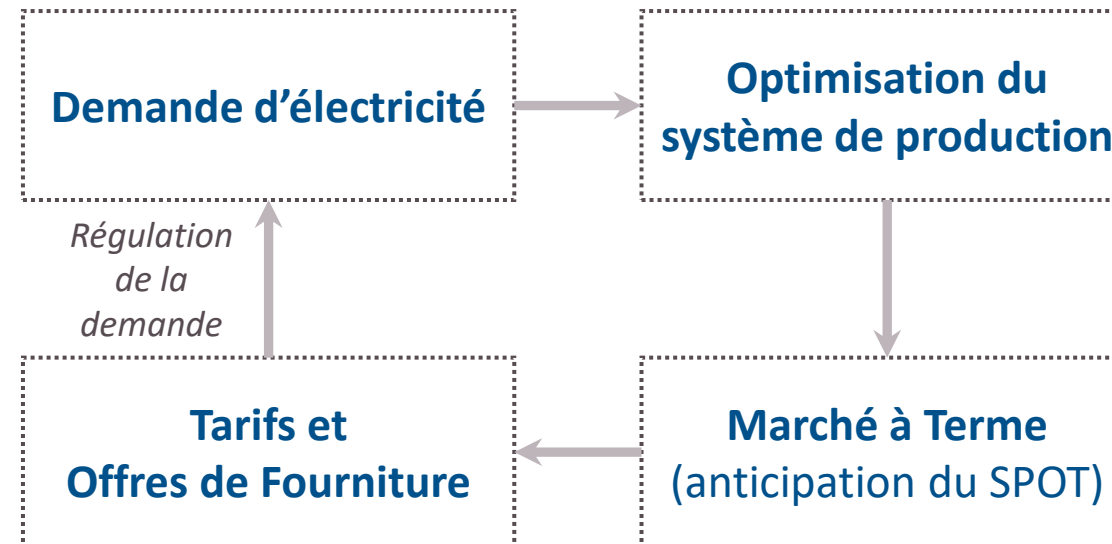 Demande d’électricité
Optimisation du
système de production
Régulation
de la
demande
Tarifs et
Offres de Fourniture
Marché à Terme
(anticipation du SPOT)